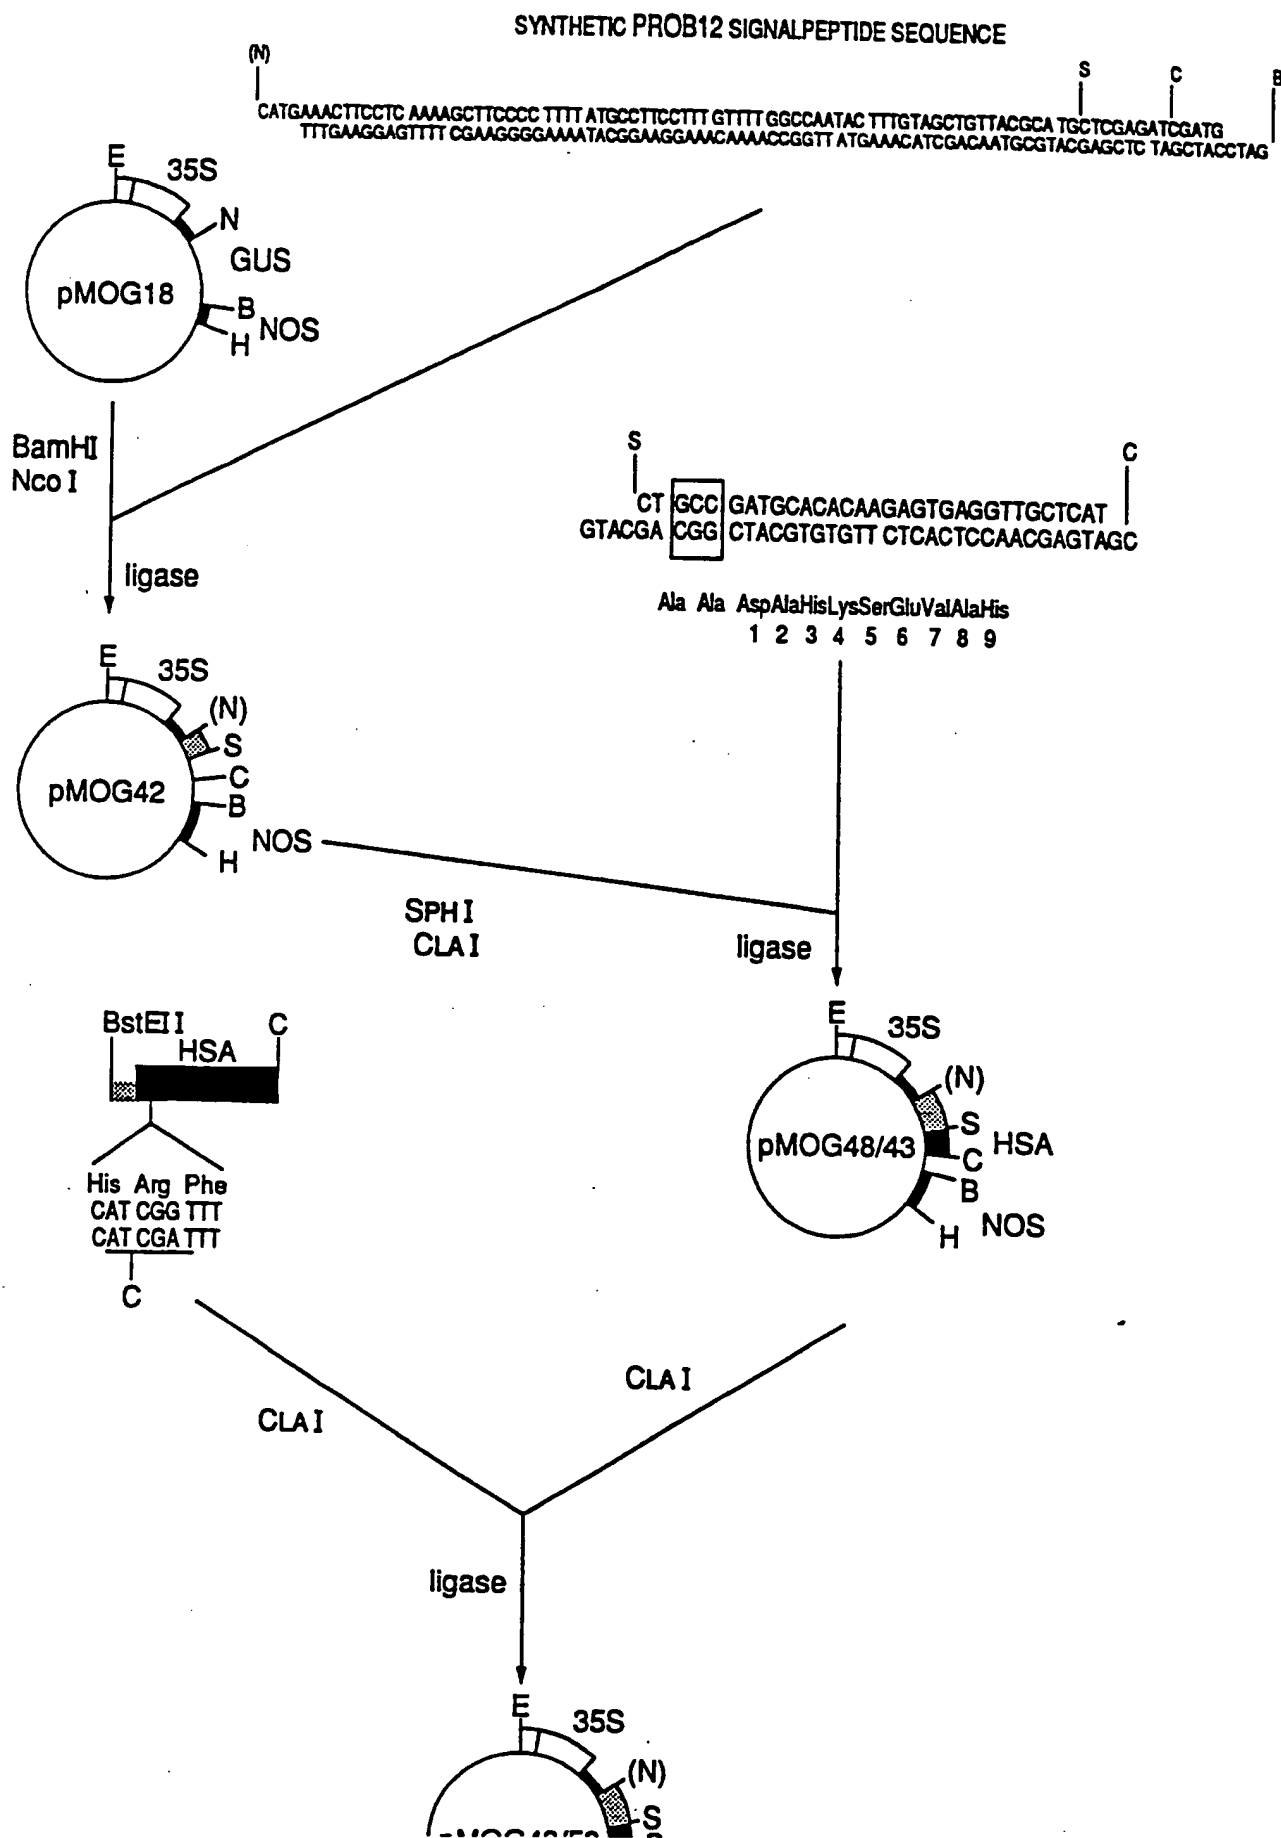 SYNTHETIC PROB12 SIGNALPEPTIDE SEQUENCE
(N)
S
C
B
CATGAAACTTCCTC AAAAGCTTCCCC TTTT ATGCCTTCCTTT GTTTT GGCCAATAC TTTGTAGCTGTTACGCA TGCTCGAGATCGATG
TTTGAAGGAGTTTT CGAAGGGGAAAATACGGAAGGAAACAAAACCGGTT ATGAAACATCGACAATGCGTACGAGCTC TAGCTACCTAG
E
35S
N
GUS
pMOG18
B
NOS
H
BamHI
Nco I
ligase
S
C
CT GCC GATGCACACAAGAGTGAGGTTGCTCAT
GTACGA CGG CTACGTGTGTT CTCACTCCAACGAGTAGC
Ala Ala AspAlaHisLysSerGluValAlaHis
1 2 3 4 5 6 7 8 9
E
35S
(N)
S
C
pMOG42
B
NOS
H
SPH I
CLA I
ligase
BstEII
C
HSA
His Arg Phe
CAT CGG TTT
CAT CGA TTT
C
E
35S
(N)
S
pMOG48/43
HSA
C
B
NOS
H
CLA I
CLA I
ligase
E
35S
(N)
S